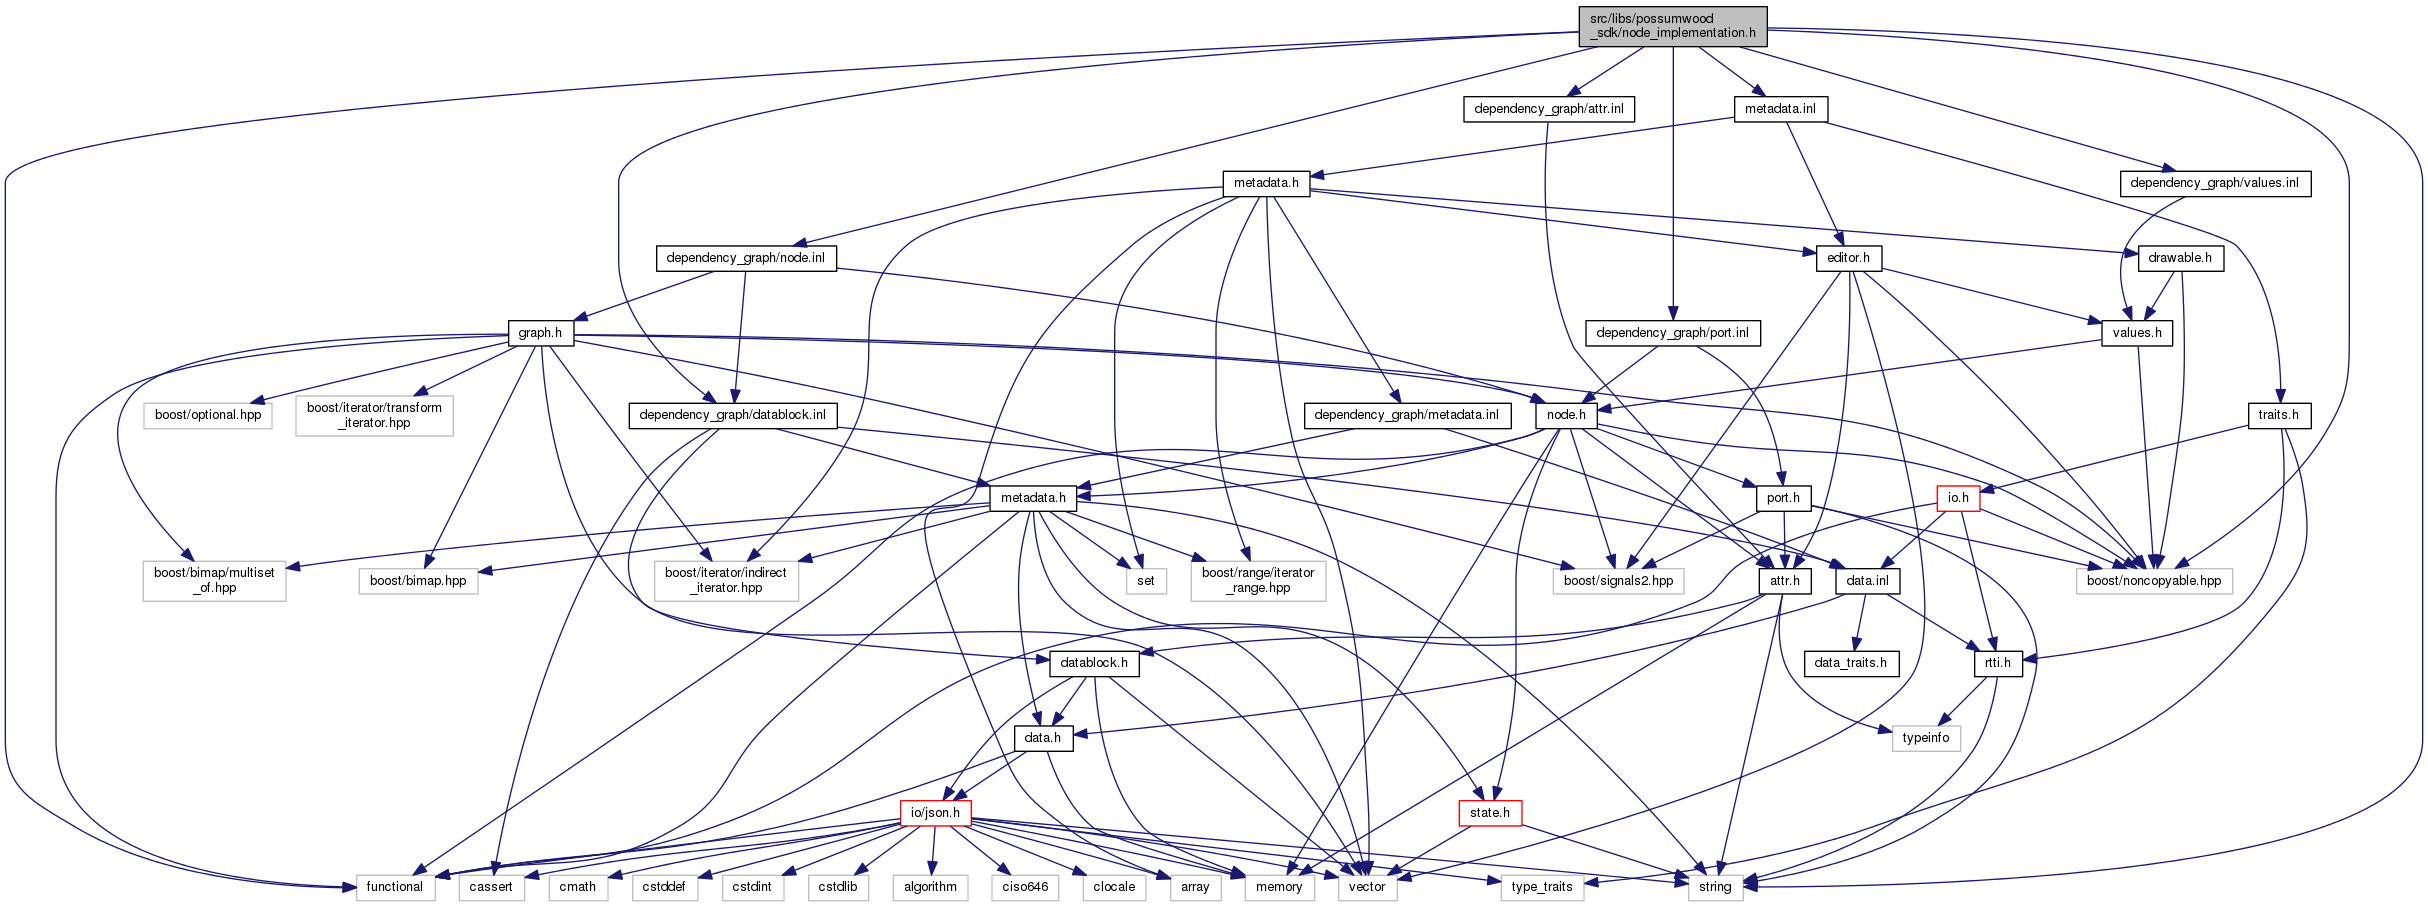 src/libs/possumwood
_sdk/node_implementation.h
dependency_graph/attr.inl
metadata.inl
metadata.h
dependency_graph/values.inl
dependency_graph/node.inl
editor.h
drawable.h
graph.h
dependency_graph/port.inl
values.h
boost/optional.hpp
boost/iterator/transform
_iterator.hpp
dependency_graph/datablock.inl
dependency_graph/metadata.inl
node.h
traits.h
metadata.h
port.h
io.h
boost/bimap/multiset
_of.hpp
boost/bimap.hpp
boost/iterator/indirect
_iterator.hpp
set
boost/range/iterator
_range.hpp
boost/signals2.hpp
attr.h
data.inl
boost/noncopyable.hpp
datablock.h
data_traits.h
rtti.h
data.h
typeinfo
io/json.h
state.h
functional
cassert
cmath
cstddef
cstdint
cstdlib
algorithm
ciso646
clocale
array
memory
vector
type_traits
string